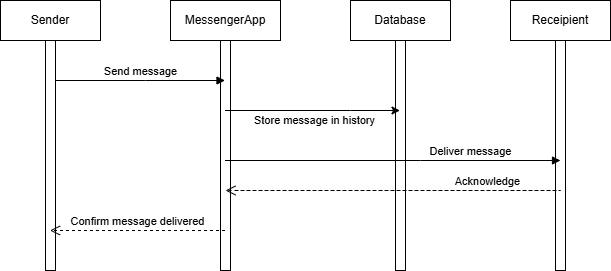 Sender
MessengerApp
Database
Receipient
Send message
Store message in history
Deliver message
Acknowledge
Confirm message delivered